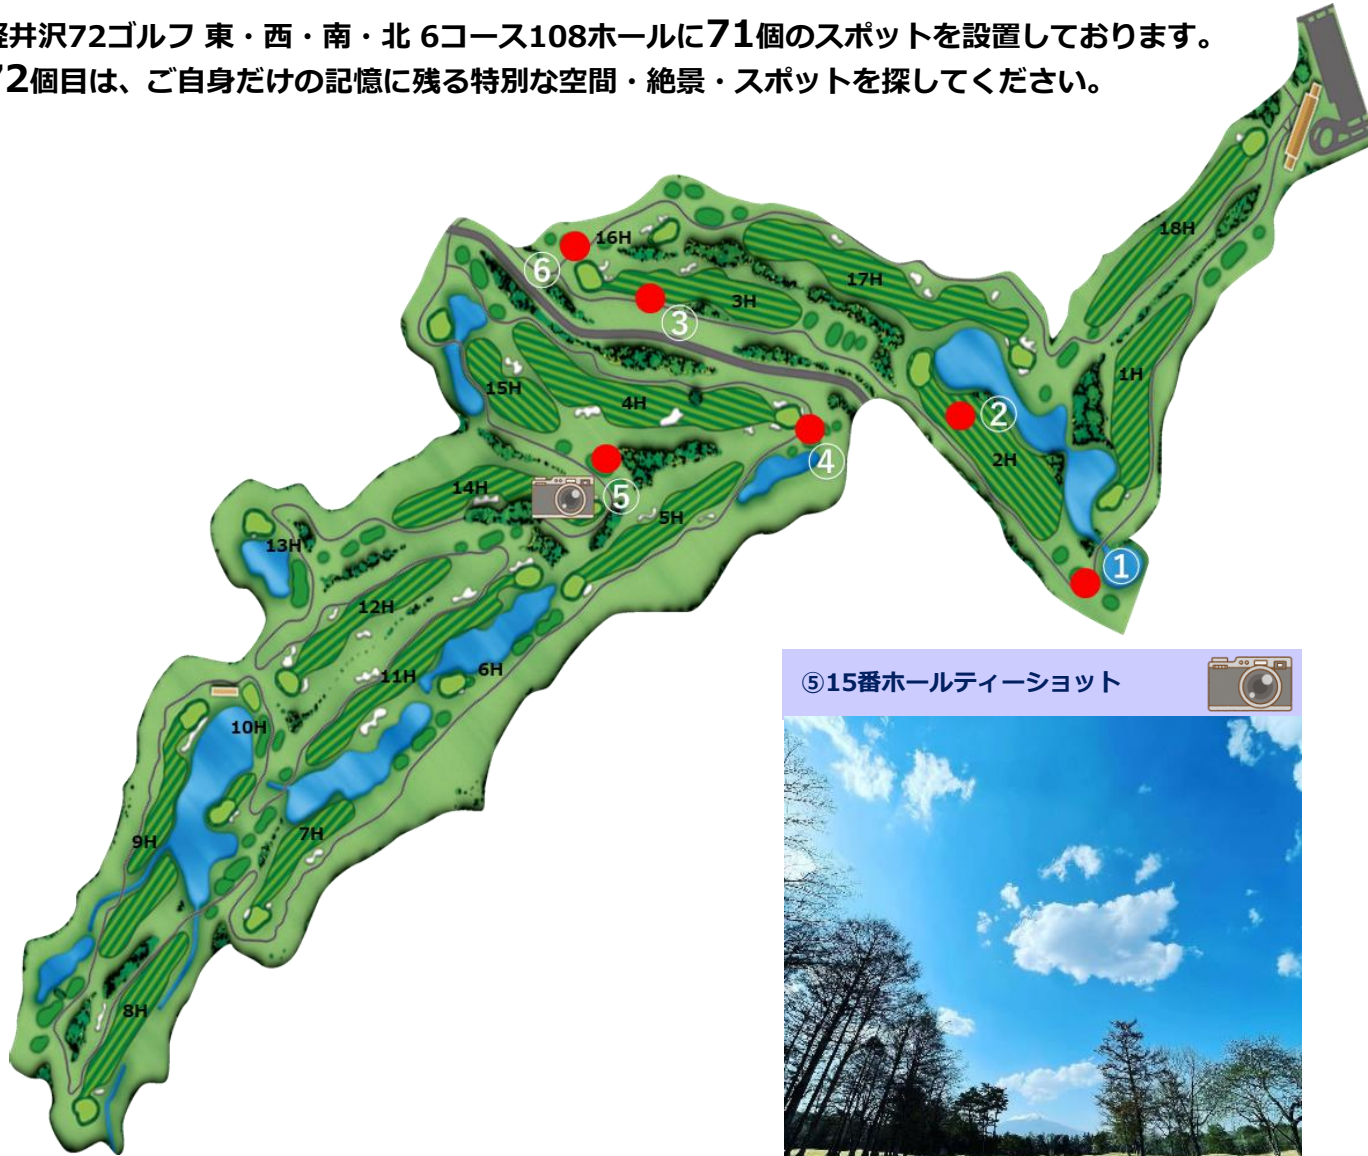 井沢72ゴルフ 東・西・南・北 6コース108ホールに71個のスポットを設置しております。
2個目は、ご自身だけの記憶に残る特別な空間・絶景・スポットを探してください。
18H
16H
⑥
17H
3H
③
1H
15H
4H
②
2H
④
14H
⑤
5H
13H
①
12H
11H
6H
⑤15番ホールティーショット
10H
7H
9H
8H